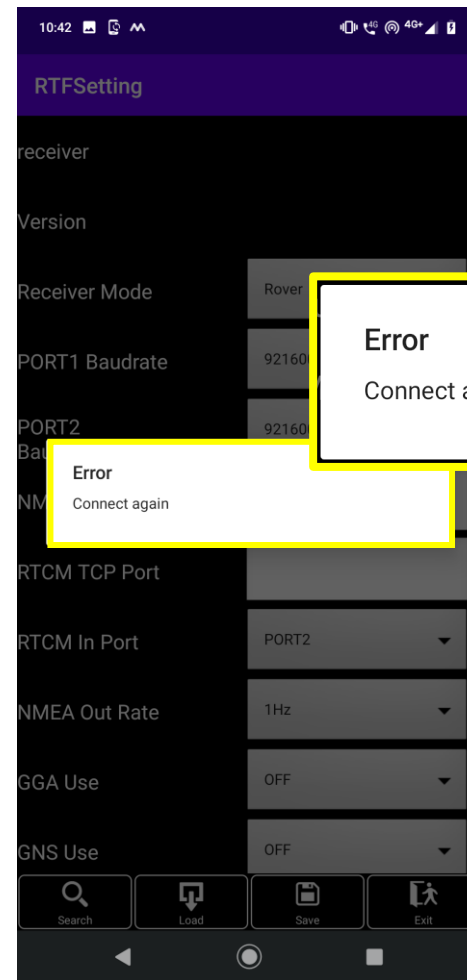 10:42
4G
4G+
RTFSetting
receiver
Version
Receiver Mode
Rover
PORT1 Baudrate
92160
Error
Connect a
PORT2
92160
Bau
Error
Connect again
NM
RTCM TCP Port
RTCM In Port
PORT2
NMEA Out Rate
1Hz
GGA Use
OFF
GNS Use
OFF
Search
Load
Save
Exit